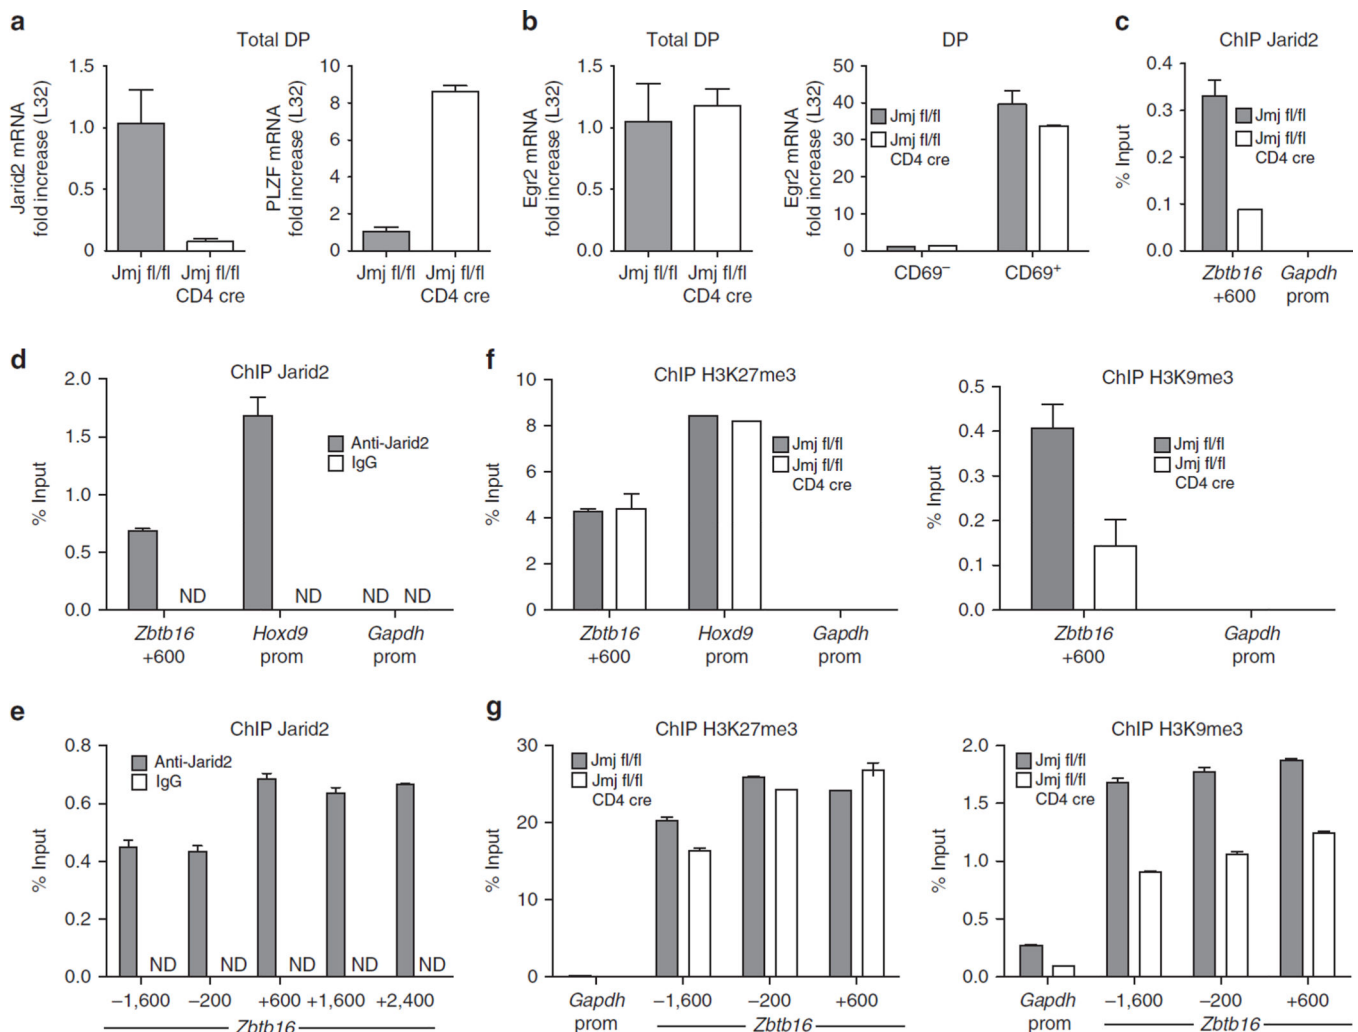 a
Total DP
Jarid2 mRNA
fold increase (L32)
1.5
1.0
0.5
0
Jmj fl/fl
Jmj fl/fl
CD4 cre
PLZF mRNA
fold increase (L32)
10
8
6
4
2
0
Jmj fl/fl
Jmj fl/fl
CD4 cre
b
Total DP
Egr2 mRNA
fold increase (L32)
1.5
1.0
0.5
0
Jmj fl/fl
Jmj fl/fl
CD4 cre
DP
Egr2 mRNA
fold increase (L32)
50
40
30
20
10
0
Jmj fl/fl
Jmj fl/fl
CD4 cre
CD69⁻
CD69⁺
c
ChIP Jarid2
% Input
0.4
0.3
0.2
0.1
0.0
Jmj fl/fl
Jmj fl/fl
CD4 cre
Zbtb16
+600
Gapdh
prom
d
ChIP Jarid2
% Input
2.0
1.5
1.0
0.5
0.0
Anti-Jarid2
IgG
ND
ND
ND ND
Zbtb16
+600
Hoxd9
prom
Gapdh
prom
f
ChIP H3K27me3
% Input
10
8
6
4
2
0
Jmj fl/fl
Jmj fl/fl
CD4 cre
Zbtb16
+600
Hoxd9
prom
Gapdh
prom
ChIP H3K9me3
% Input
0.5
0.4
0.3
0.2
0.1
0.0
Jmj fl/fl
Jmj fl/fl
CD4 cre
Zbtb16
+600
Gapdh
prom
e
ChIP Jarid2
% Input
0.8
0.6
0.4
0.2
0.0
Anti-Jarid2
IgG
ND ND ND ND ND
–1,600 –200 +600 +1,600 +2,400
Zbtb16
g
ChIP H3K27me3
% Input
30
20
10
0
Jmj fl/fl
Jmj fl/fl
CD4 cre
Gapdh
prom
–1,600 –200 +600
Zbtb16
ChIP H3K9me3
% Input
2.0
1.5
1.0
0.5
0.0
Jmj fl/fl
Jmj fl/fl
CD4 cre
Gapdh
prom
–1,600 –200 +600
Zbtb16